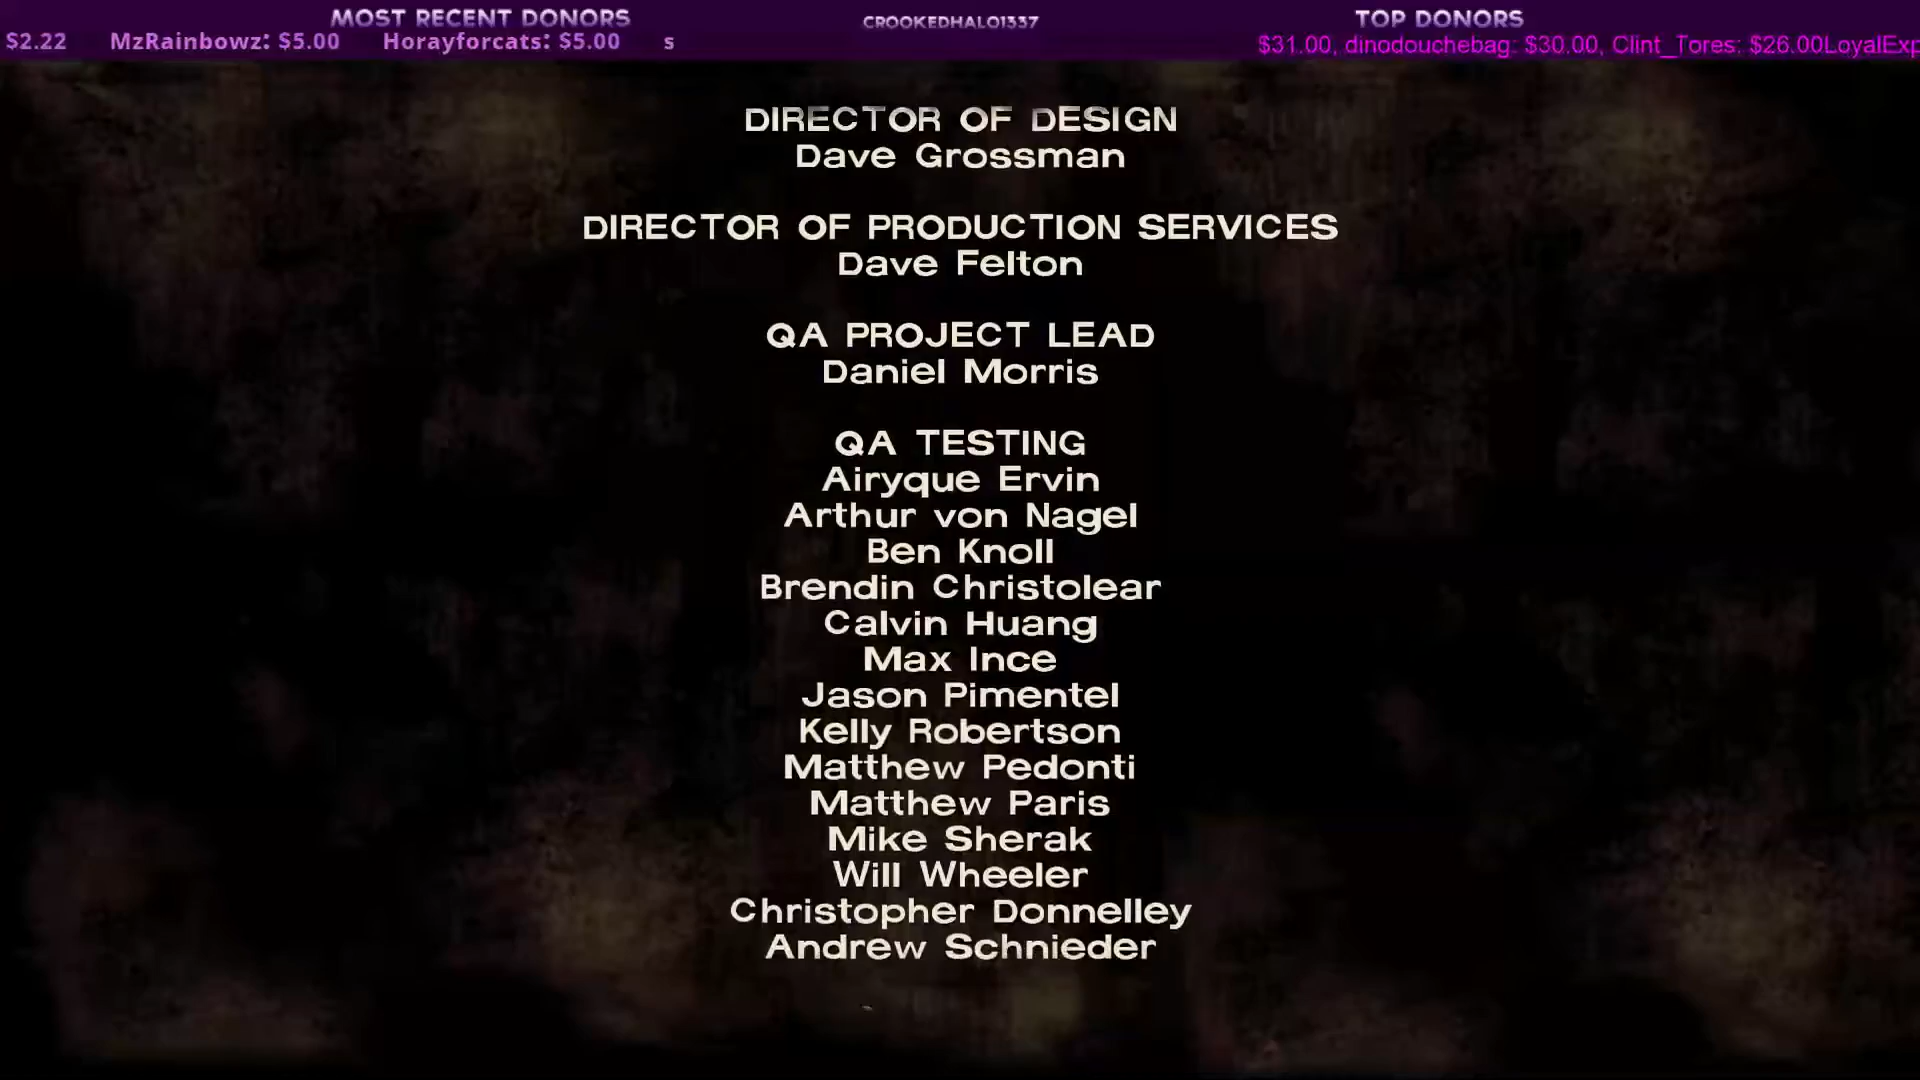 MOST RECENT DONORS
CROOKEDHALO1337
TOP DONORS
$2.22 MzRainbowz: $5.00 Horayforcats: $5.00 s
$31.00, dinodouchebag: $30.00, Clint_Tores: $26.00LoyalExp
DIRECTOR OF DESIGN
Dave Grossman
DIRECTOR OF PRODUCTION SERVICES
Dave Felton
QA PROJECT LEAD
Daniel Morris
QA TESTING
Airyque Ervin
Arthur von Nagel
Ben Knoll
Brendin Christolear
Calvin Huang
Max Ince
Jason Pimentel
Kelly Robertson
Matthew Pedonti
Matthew Paris
Mike Sherak
Will Wheeler
Christopher Donnelley
Andrew Schnieder